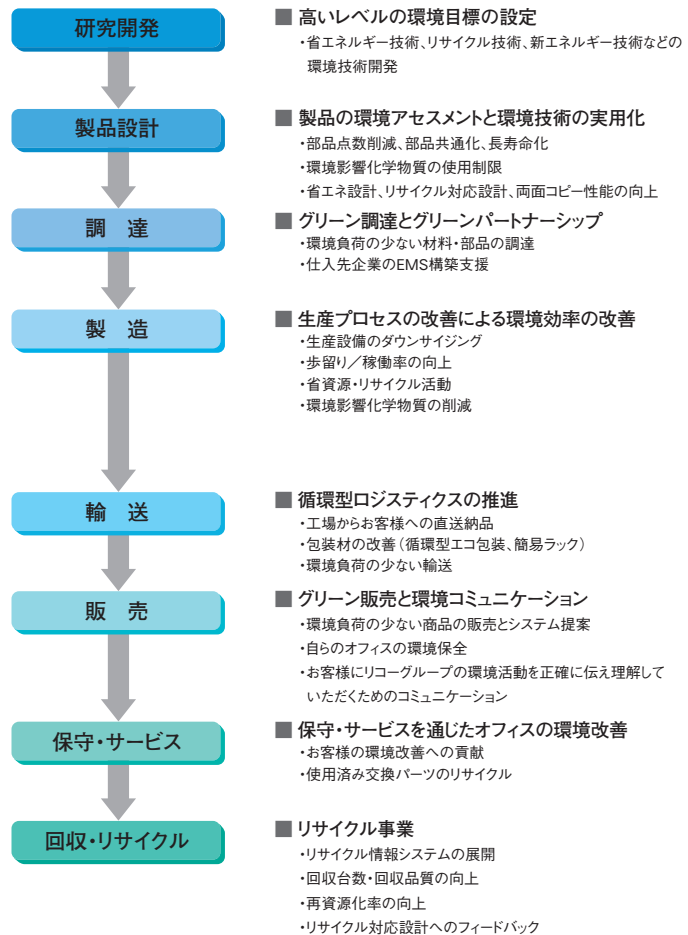 研究開発
■ 高いレベルの環境目標の設定
・省エネルギー技術、リサイクル技術、新エネルギー技術などの
環境技術開発
製品設計
■ 製品の環境アセスメントと環境技術の実用化
・部品点数削減、部品共通化、長寿命化
・環境影響化学物質の使用制限
・省エネ設計、リサイクル対応設計、両面コピー性能の向上
調　達
■ グリーン調達とグリーンパートナーシップ
・環境負荷の少ない材料・部品の調達
・仕入先企業のEMS構築支援
製　造
■ 生産プロセスの改善による環境効率の改善
・生産設備のダウンサイジング
・歩留り／稼働率の向上
・省資源・リサイクル活動
・環境影響化学物質の削減
輸　送
■ 循環型ロジスティクスの推進
・工場からお客様への直送納品
・包装材の改善（循環型エコ包装、簡易ラック）
・環境負荷の少ない輸送
販　売
■ グリーン販売と環境コミュニケーション
・環境負荷の少ない商品の販売とシステム提案
・自らのオフィスの環境保全
・お客様にリコーグループの環境活動を正確に伝え理解して
いただくためのコミュニケーション
保守・サービス
■ 保守・サービスを通じたオフィスの環境改善
・お客様の環境改善への貢献
・使用済み交換パーツのリサイクル
回収・リサイクル
■ リサイクル事業
・リサイクル情報システムの展開
・回収台数・回収品質の向上
・再資源化率の向上
・リサイクル対応設計へのフィードバック